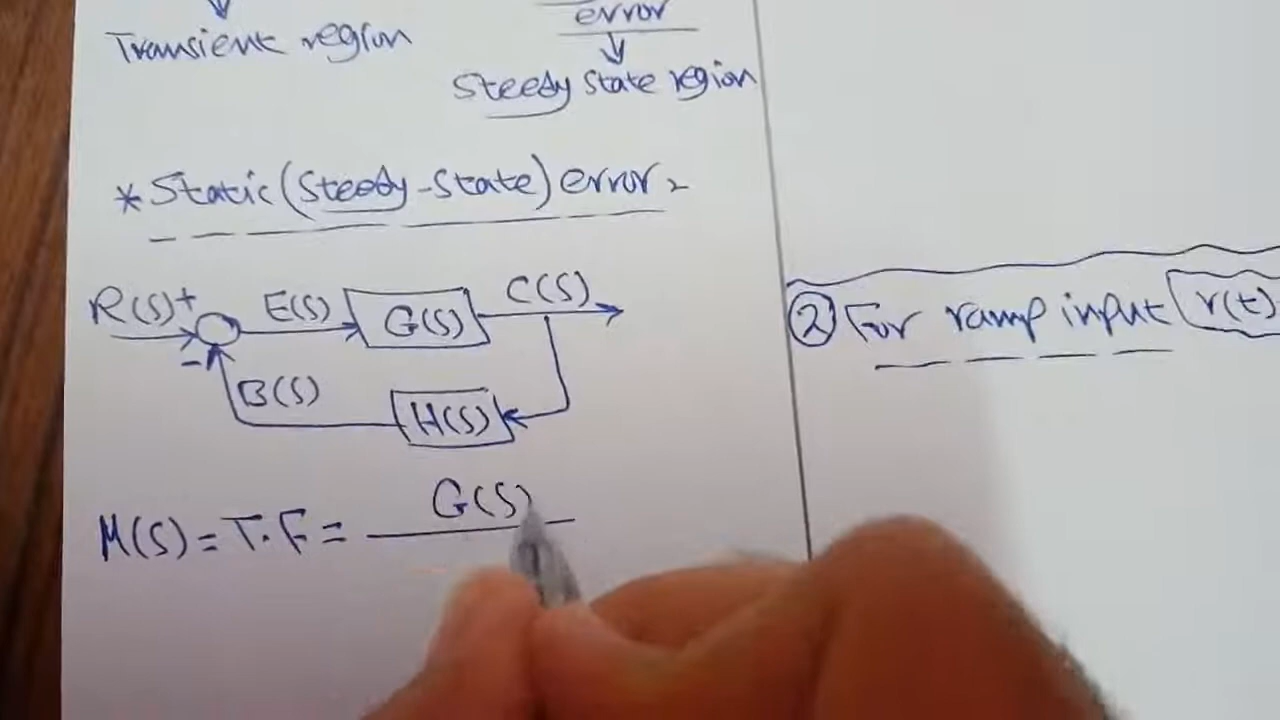 error
Transient region
Steedy State region
* Static (Steedy-State) error
R(S) + E(S) G(S) C(S)
- B(S) H(S)
M(S) = T.F = G(S)
② For ramp input r(t)